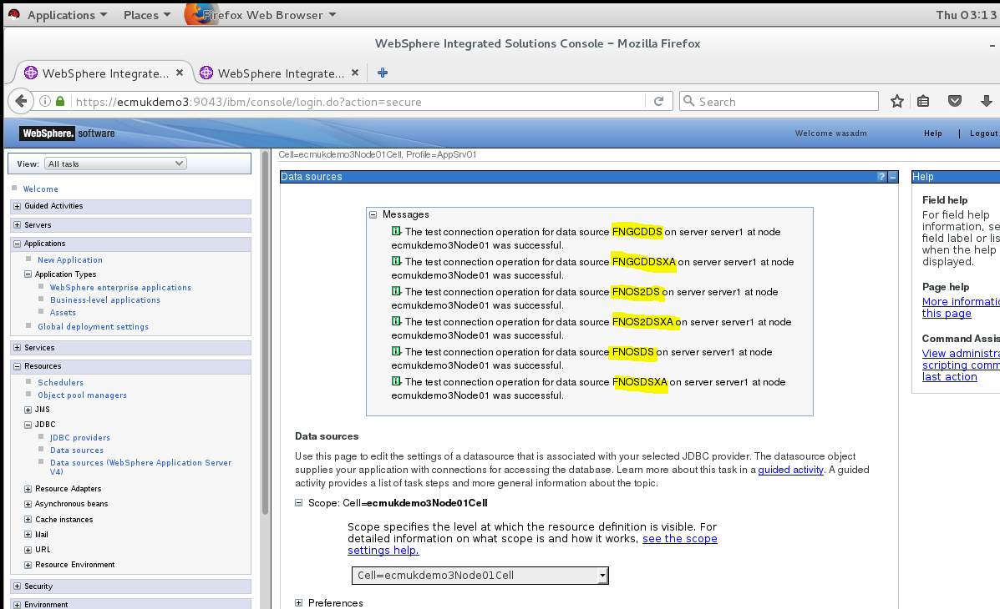 Applications Places Firefox Web Browser Thu 03:13
WebSphere Integrated Solutions Console – Mozilla Firefox
WebSphere Integrate... × WebSphere Integrate... ×
https://ecmukdemo3:9043/ibm/console/login.do?action=secure Search
WebSphere. software Welcome wasadm Help | Logout
View: All tasks
Welcome
Guided Activities
Servers
Applications
New Application
Application Types
WebSphere enterprise applications
Business-level applications
Assets
Global deployment settings
Services
Resources
Schedulers
Object pool managers
JMS
JDBC
JDBC providers
Data sources
Data sources (WebSphere Application Server
V4)
Resource Adapters
Asynchronous beans
Cache instances
Mail
URL
Resource Environment
Security
Environment
Cell=ecmukdemo3Node01Cell, Profile=AppSrv01
Data sources ?
Messages
The test connection operation for data source FNGCDDS on server server1 at node
ecmukdemo3Node01 was successful.
The test connection operation for data source FNGCDDSXA on server server1 at node
ecmukdemo3Node01 was successful.
The test connection operation for data source FNOS2DS on server server1 at node
ecmukdemo3Node01 was successful.
The test connection operation for data source FNOS2DSXA on server server1 at node
ecmukdemo3Node01 was successful.
The test connection operation for data source FNOSDS on server server1 at node
ecmukdemo3Node01 was successful.
The test connection operation for data source FNOSDSXA on server server1 at node
ecmukdemo3Node01 was successful.
Data sources
Use this page to edit the settings of a datasource that is associated with your selected JDBC provider. The datasource object
supplies your application with connections for accessing the database. Learn more about this task in a guided activity. A guided
activity provides a list of task steps and more general information about the topic.
Scope: Cell=ecmukdemo3Node01Cell
Scope specifies the level at which the resource definition is visible. For
detailed information on what scope is and how it works, see the scope
settings help.
Cell=ecmukdemo3Node01Cell
Preferences
Help
Field help
For field help
information, se
field label or lis
when the help
displayed.
Page help
More informatio
this page
Command Assis
View administra
scripting comm
last action